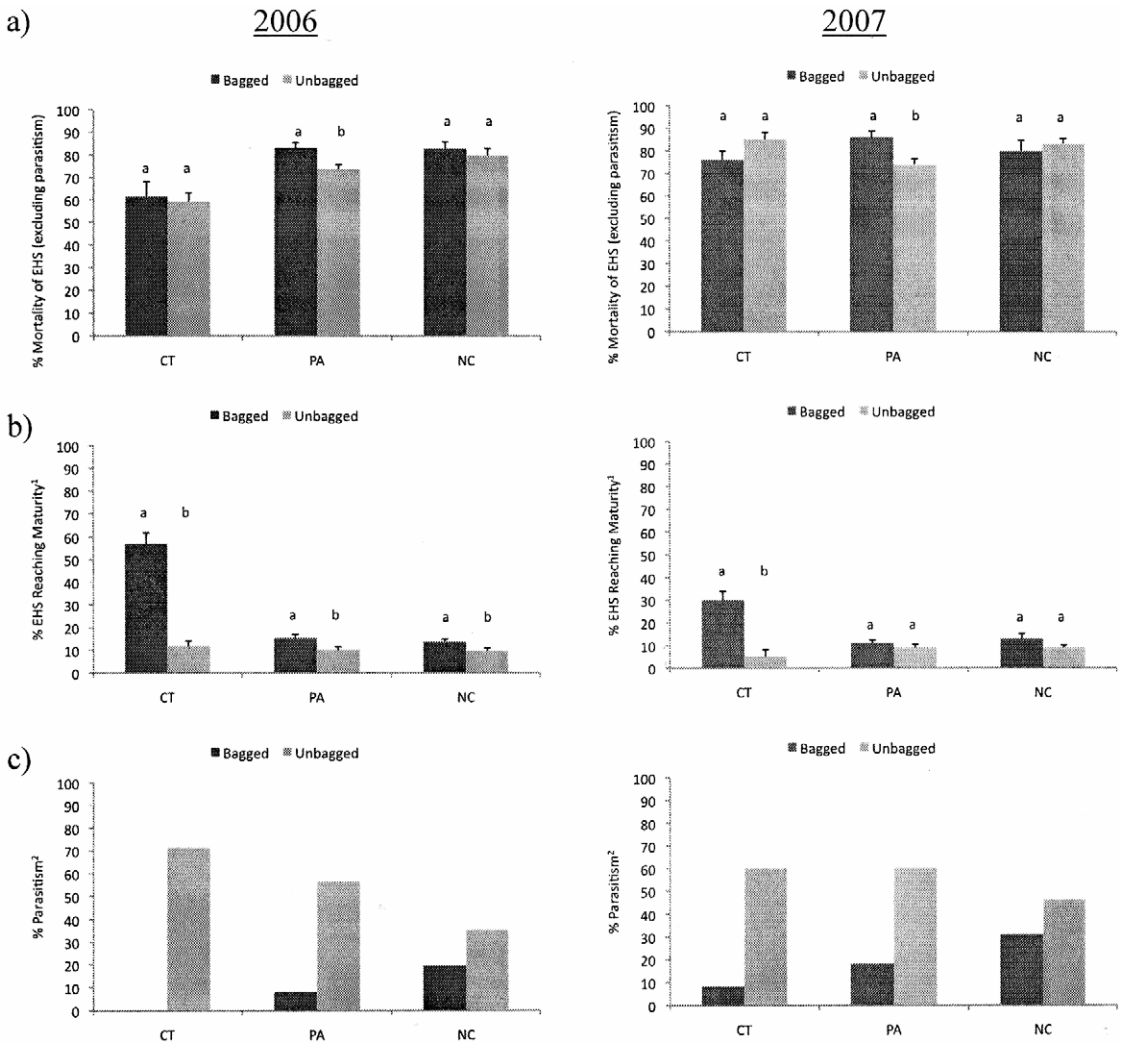 a)
2006
2007
■ Bagged ■ Unbagged
% Mortality of EHS (excluding parasitism)
100
90
80
70
60
50
40
30
20
10
0
a a a b a a
CT PA NC
■ Bagged ■ Unbagged
% Mortality of EHS (excluding parasitism)
100
90
80
70
60
50
40
30
20
10
0
a a a b a a
CT PA NC
b)
■ Bagged ■ Unbagged
% EHS Reaching Maturity¹
100
90
80
70
60
50
40
30
20
10
0
a b a b a b
CT PA NC
■ Bagged ■ Unbagged
% EHS Reaching Maturity¹
100
90
80
70
60
50
40
30
20
10
0
a b a a a a
CT PA NC
c)
■ Bagged ■ Unbagged
% Parasitism²
100
90
80
70
60
50
40
30
20
10
0
CT PA NC
■ Bagged ■ Unbagged
% Parasitism²
100
90
80
70
60
50
40
30
20
10
0
CT PA NC